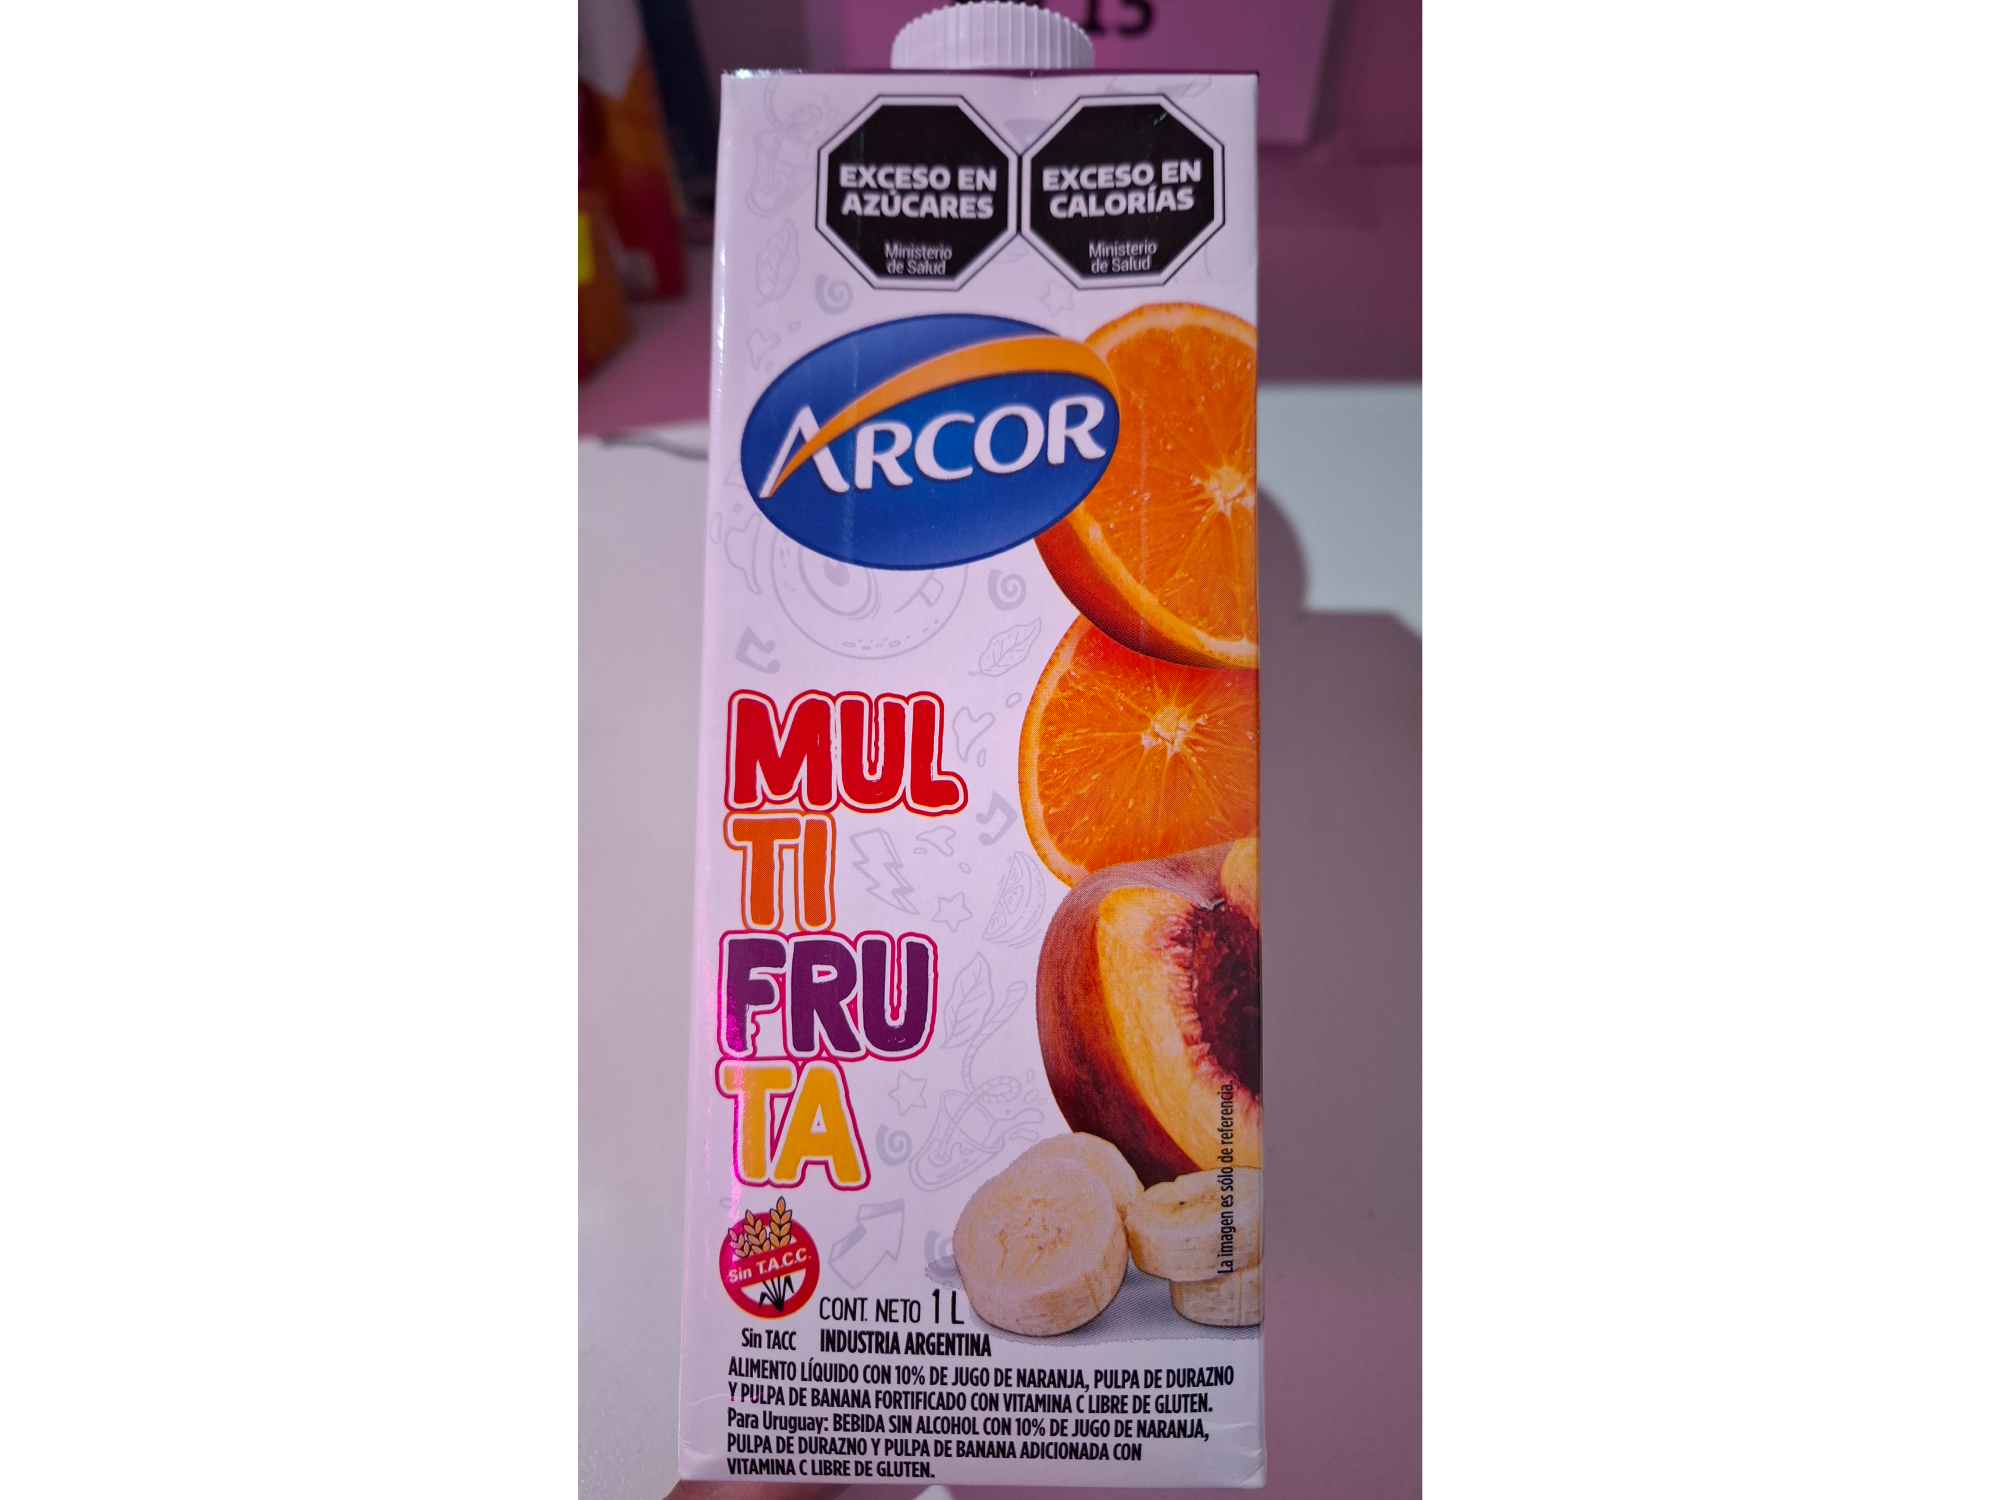 15
EXCESO EN
AZÚCARES
Ministerio
de Salud
EXCESO EN
CALORÍAS
Ministerio
de Salud
ARCOR
MUL
TI
FRU
TA
Sin T.A.C.C.
Sin TACC
CONT. NETO 1 L
INDUSTRIA ARGENTINA
La imagen es sólo de referencia.
ALIMENTO LÍQUIDO CON 10% DE JUGO DE NARANJA, PULPA DE DURAZNO
Y PULPA DE BANANA FORTIFICADO CON VITAMINA C LIBRE DE GLUTEN.
Para Uruguay: BEBIDA SIN ALCOHOL CON 10% DE JUGO DE NARANJA,
PULPA DE DURAZNO Y PULPA DE BANANA ADICIONADA CON
VITAMINA C LIBRE DE GLUTEN.